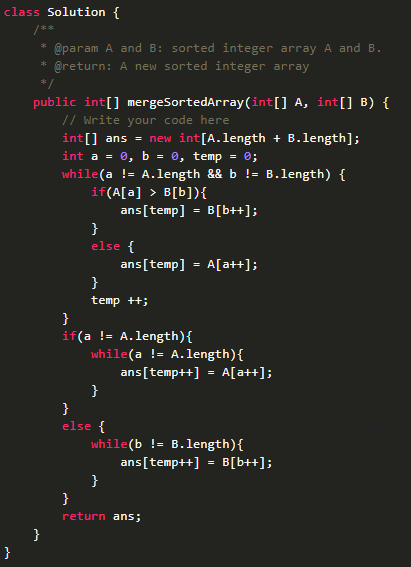 class Solution {
    /**
     * @param A and B: sorted integer array A and B.
     * @return: A new sorted integer array
     */
    public int[] mergeSortedArray(int[] A, int[] B) {
        // Write your code here
        int[] ans = new int[A.length + B.length];
        int a = 0, b = 0, temp = 0;
        while(a != A.length && b != B.length) {
            if(A[a] > B[b]){
                ans[temp] = B[b++];
            }
            else {
                ans[temp] = A[a++];
            }
            temp ++;
        }
        if(a != A.length){
            while(a != A.length){
                ans[temp++] = A[a++];
            }
        }
        else {
            while(b != B.length){
                ans[temp++] = B[b++];
            }
        }
        return ans;
    }
}